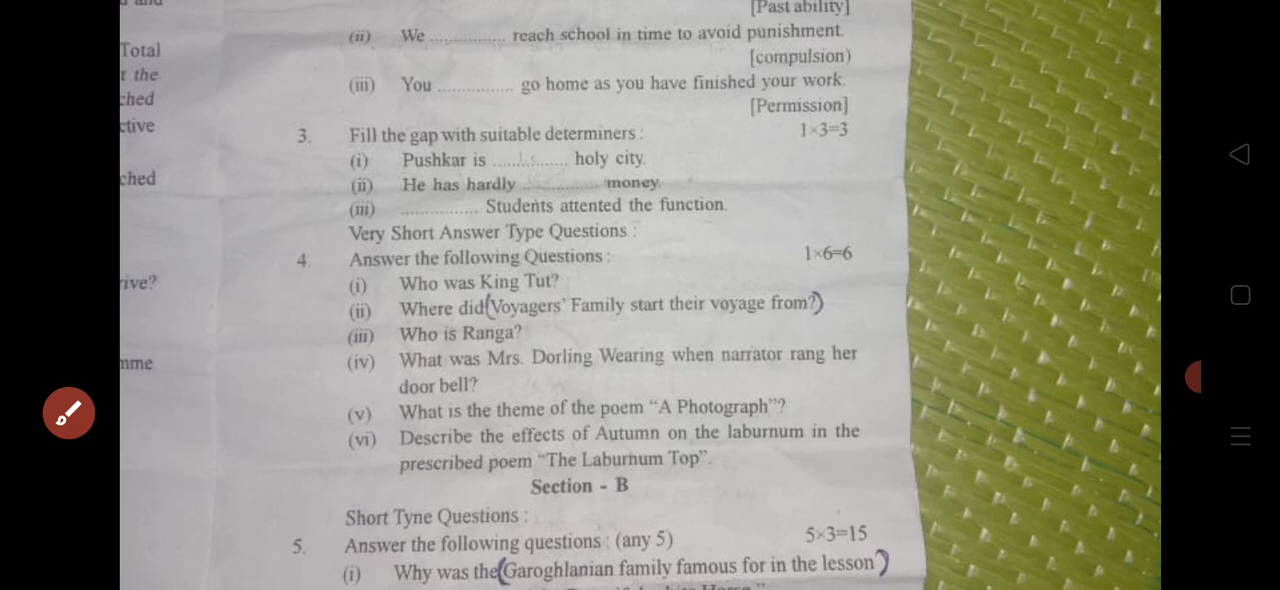 Total
t the
ched
ctive
ched
rive?
mme
[Past ability]
(ii) We .............. reach school in time to avoid punishment.
[compulsion)
(iii) You .............. go home as you have finished your work.
[Permission]
3. Fill the gap with suitable determiners : 1×3=3
(i) Pushkar is .............. holy city.
(ii) He has hardly .............. money.
(iii) .............. Students attented the function.
Very Short Answer Type Questions :
4. Answer the following Questions : 1×6=6
(i) Who was King Tut?
(ii) Where did (Voyagers' Family start their voyage from?)
(iii) Who is Ranga?
(iv) What was Mrs. Dorling Wearing when narrator rang her
door bell?
(v) What is the theme of the poem "A Photograph"?
(vi) Describe the effects of Autumn on the laburnum in the
prescribed poem "The Laburnum Top".
Section - B
Short Tyne Questions :
5. Answer the following questions : (any 5) 5×3=15
(i) Why was the (Garoghlanian family famous for in the lesson)